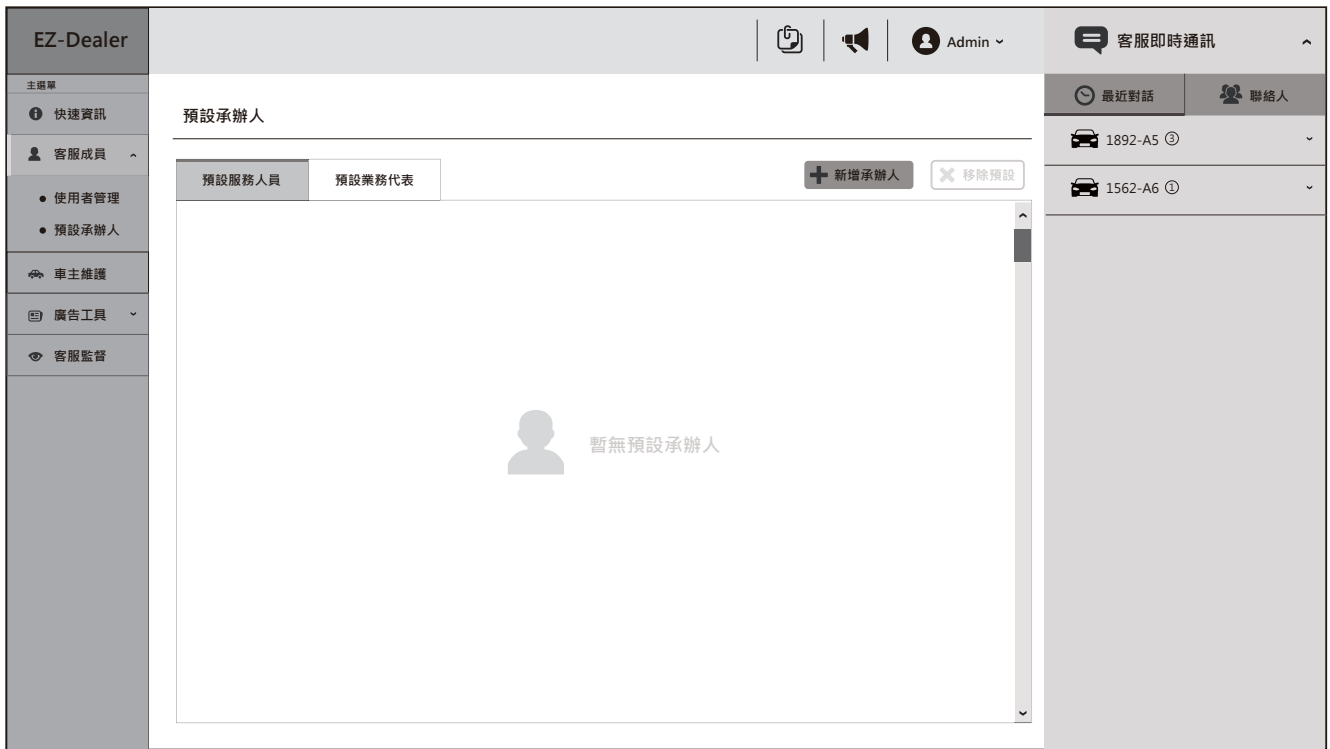 EZ-Dealer
Admin
客服即時通訊
主選單
快速資訊
客服成員
使用者管理
預設承辦人
車主維護
廣告工具
客服監督
預設承辦人
預設服務人員
預設業務代表
新增承辦人
移除預設
暫無預設承辦人
最近對話
聯絡人
1892-A5 ③
1562-A6 ①